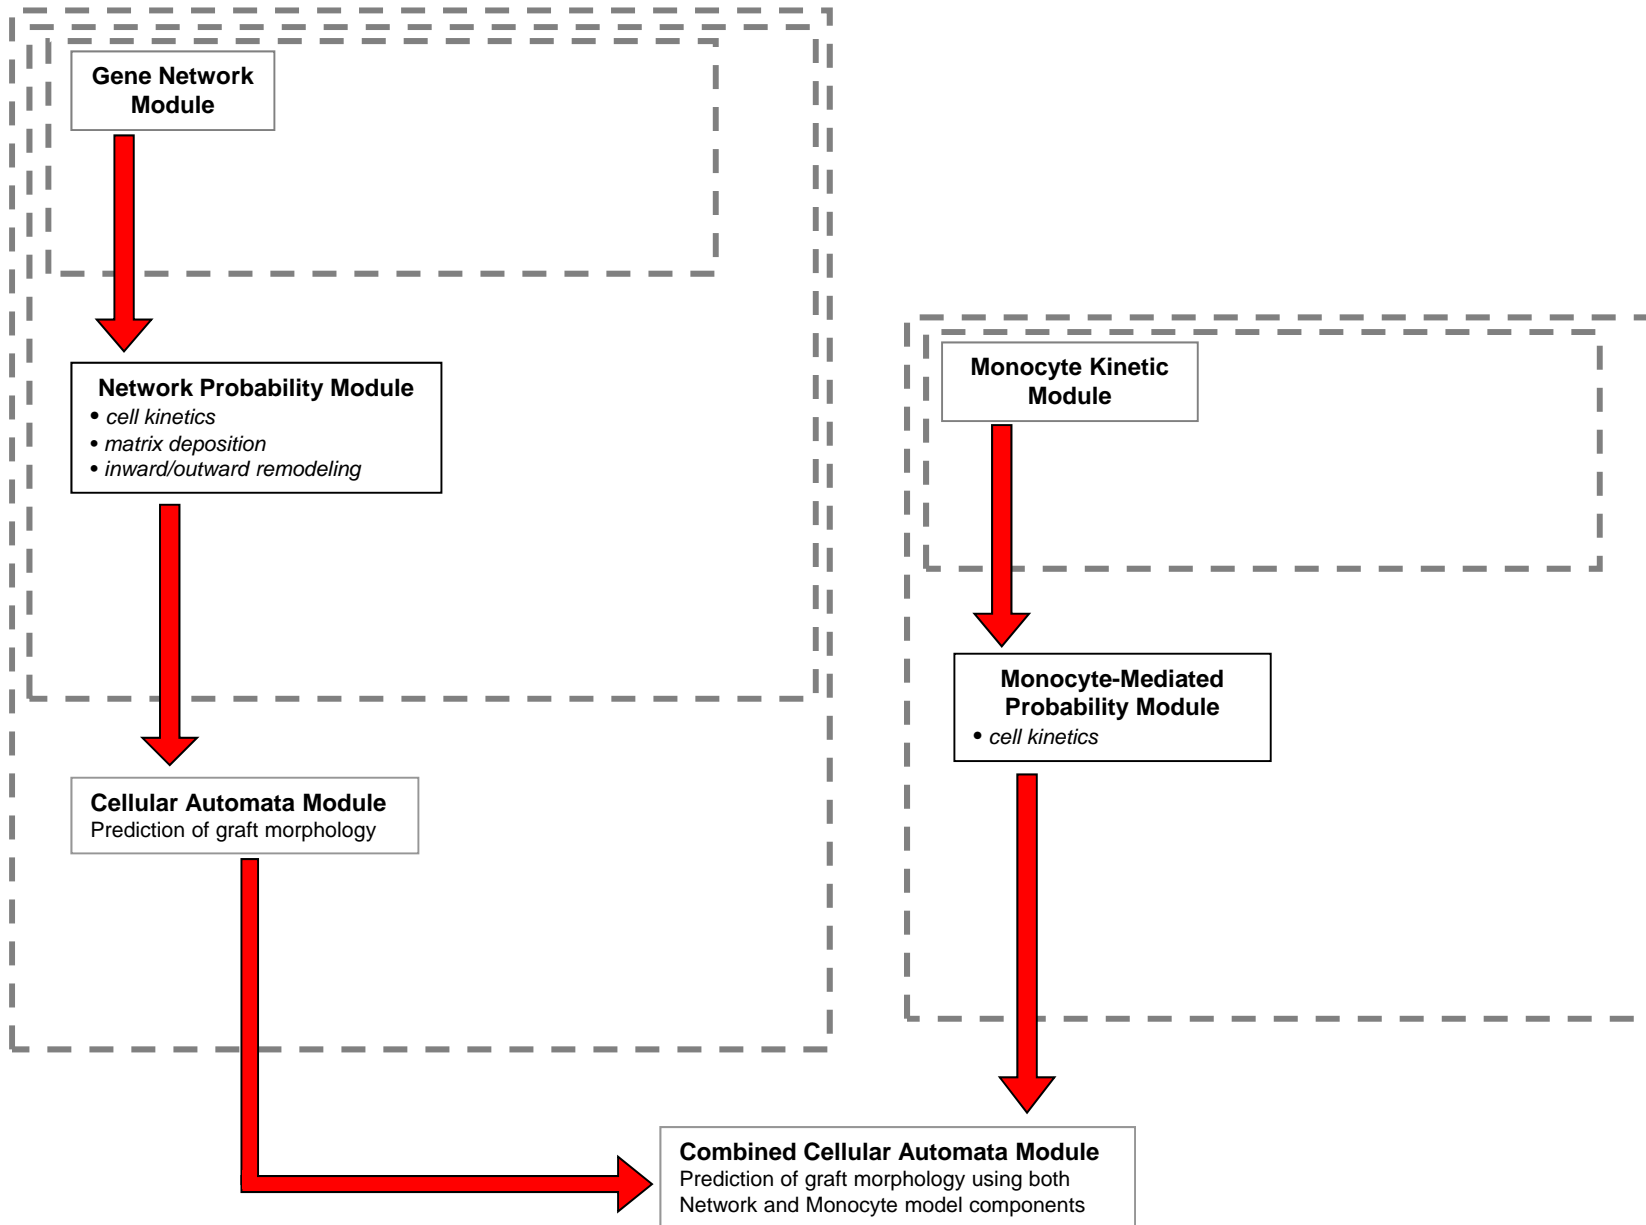 Gene Network
Module
Network Probability Module
• cell kinetics
• matrix deposition
• inward/outward remodeling
Cellular Automata Module
Prediction of graft morphology
Monocyte Kinetic
Module
Monocyte-Mediated
Probability Module
• cell kinetics
Combined Cellular Automata Module
Prediction of graft morphology using both
Network and Monocyte model components